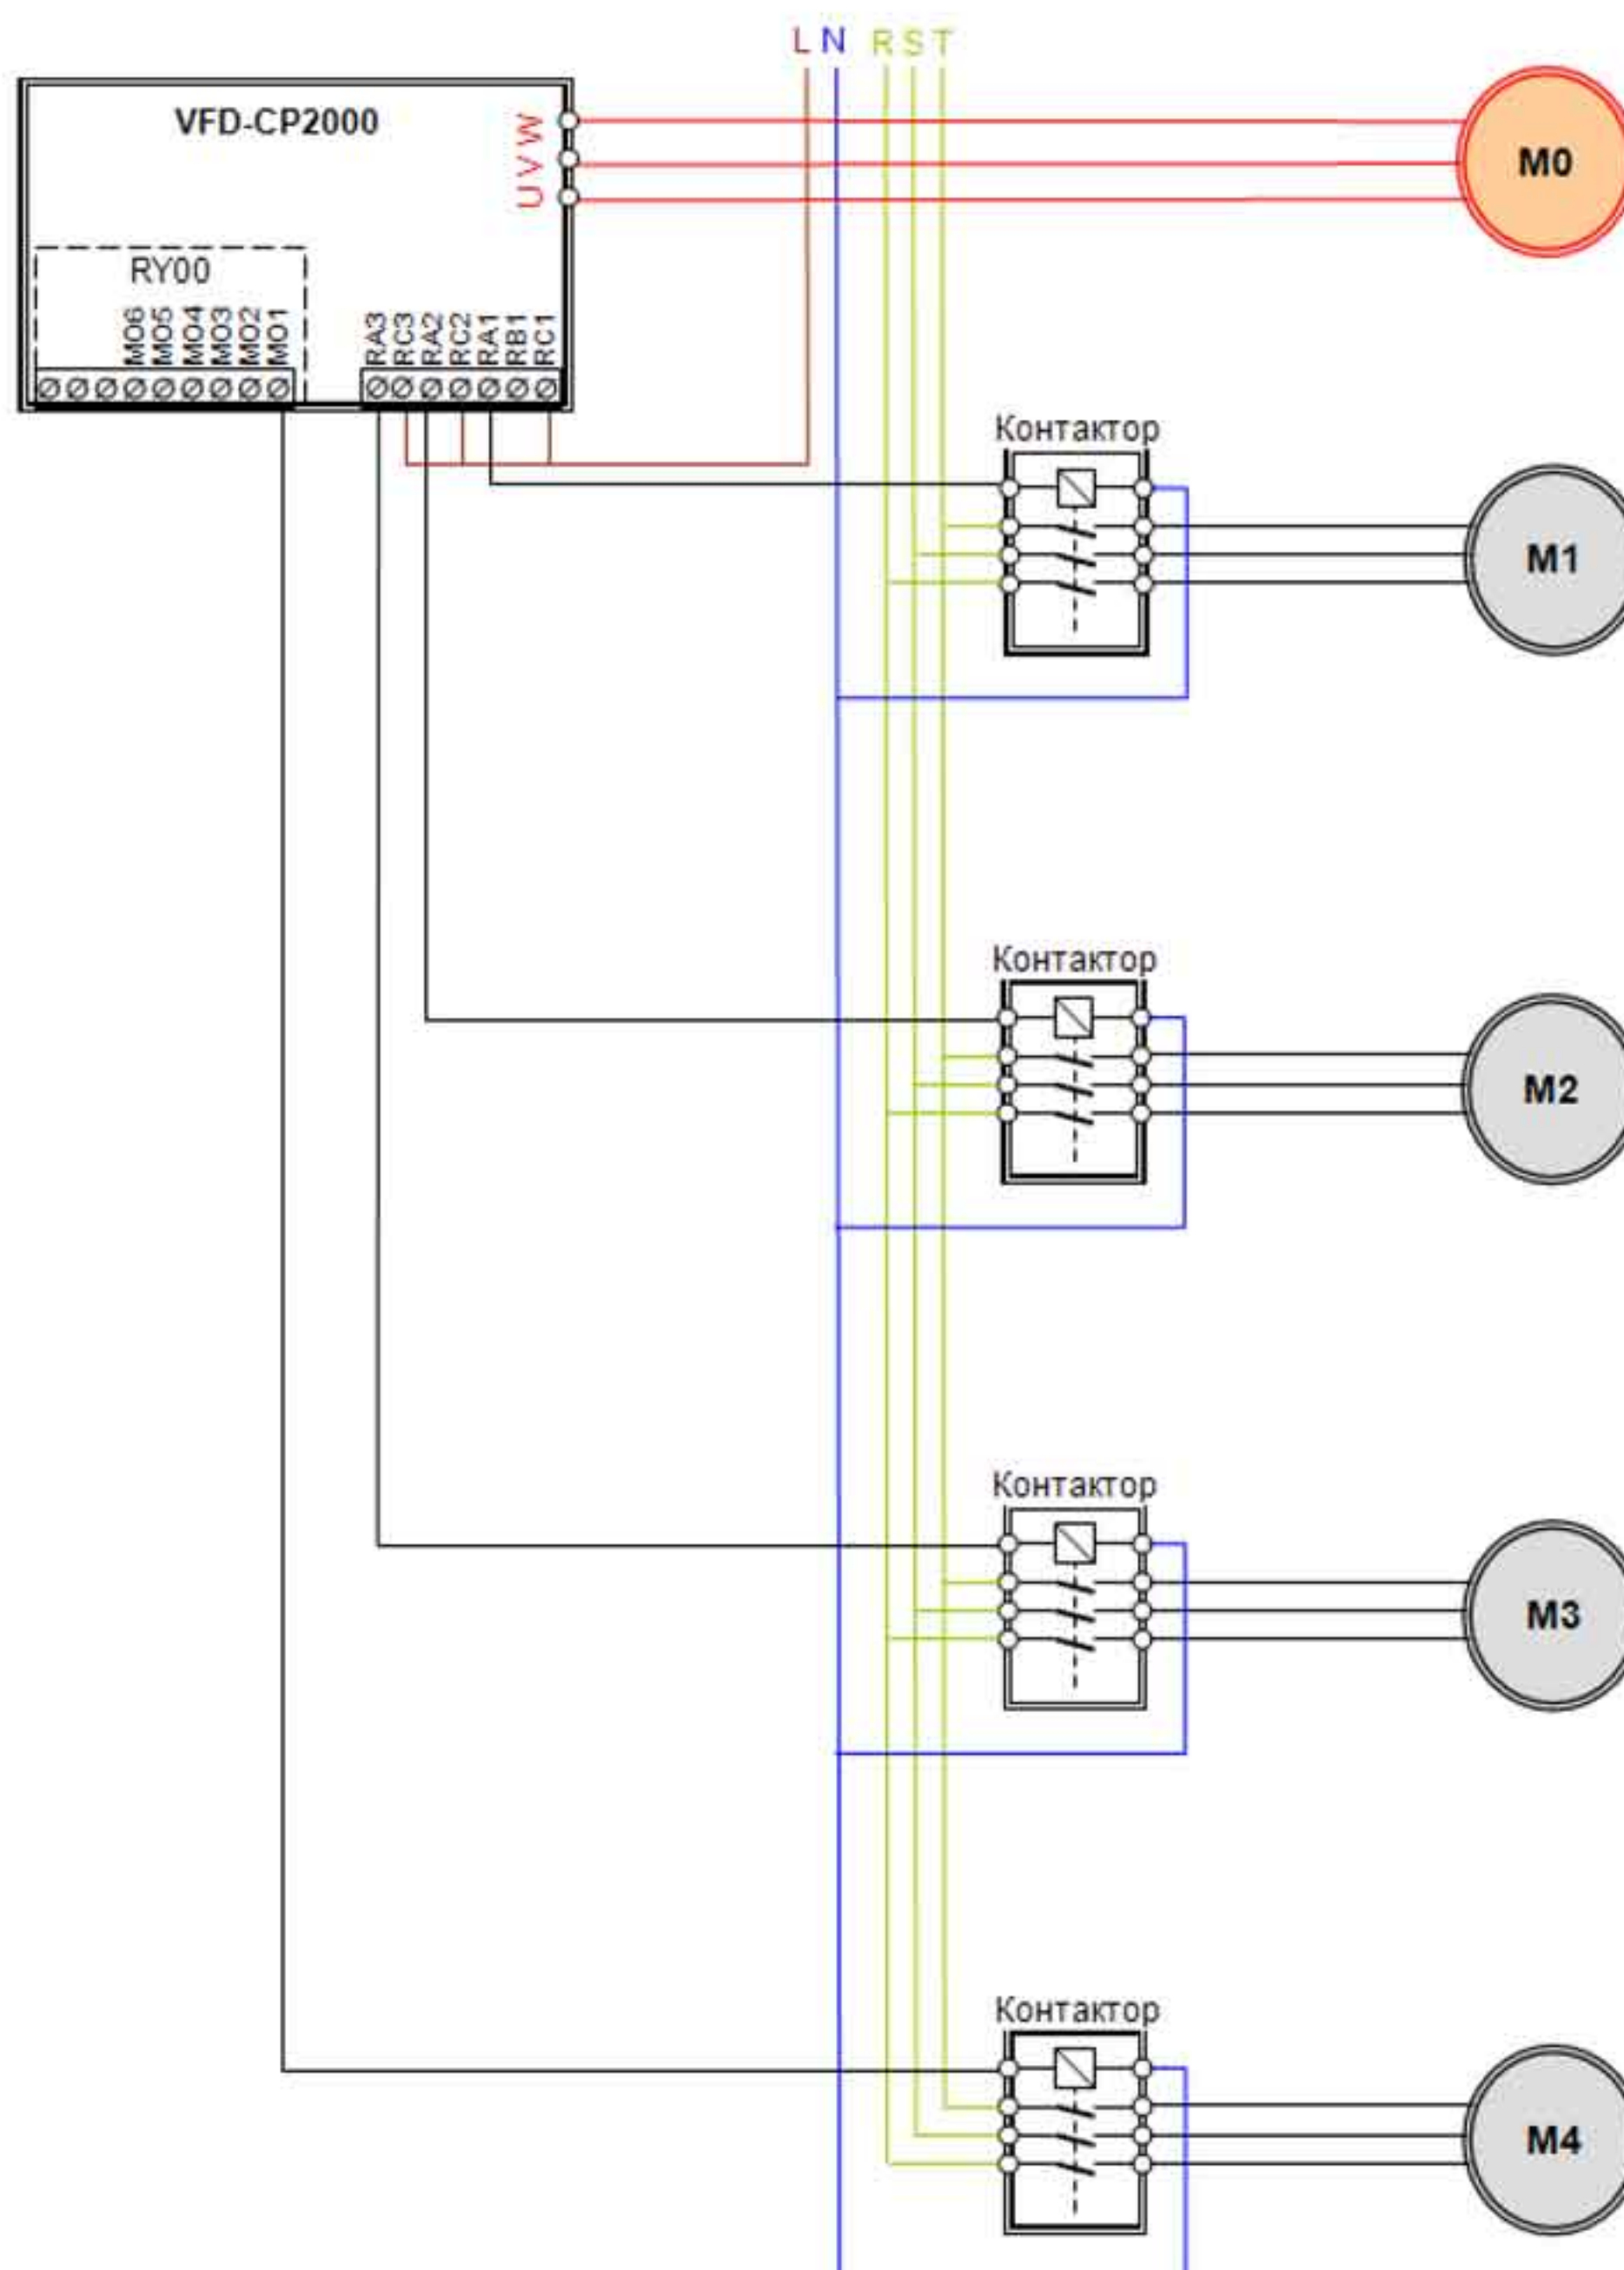 L N R S T
VFD-CP2000
U V W
M0
RY00
MO6
MO5
MO4
MO3
MO2
MO1
RA3
RC3
RA2
RC2
RA1
RB1
RC1
Контактор
M1
Контактор
M2
Контактор
M3
Контактор
M4